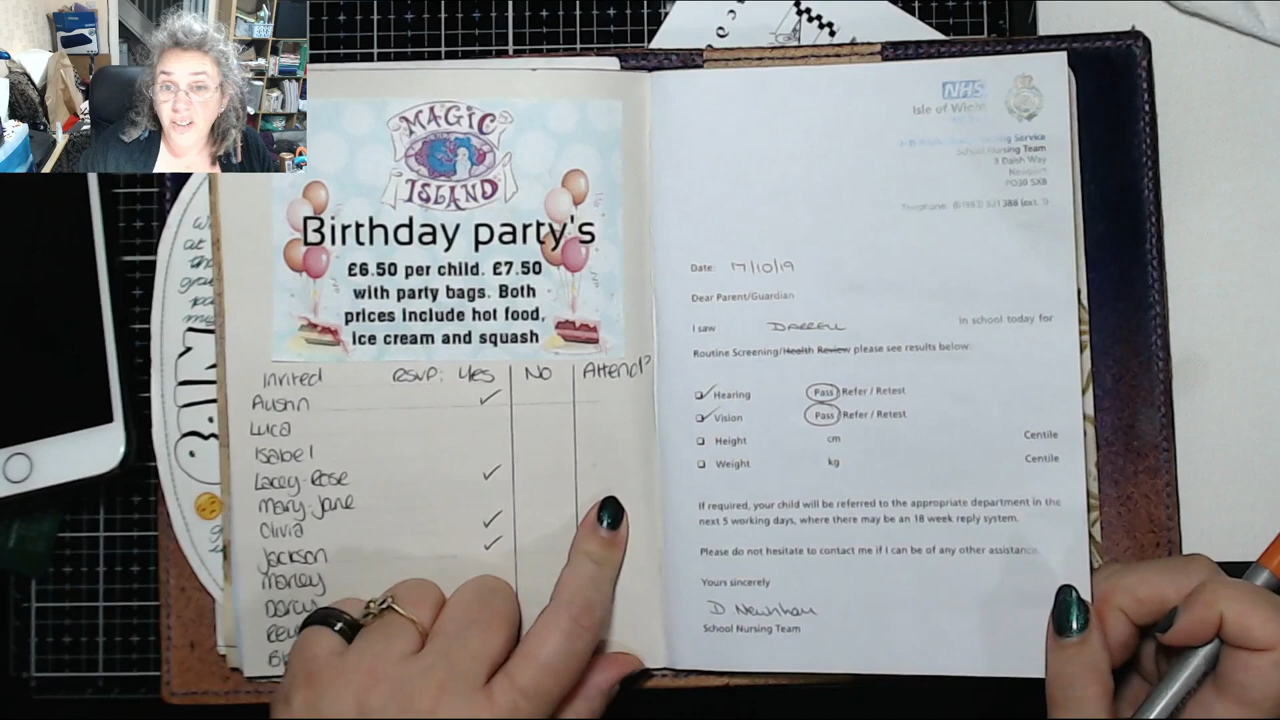 MAGIC
ISLAND
Birthday party's
£6.50 per child. £7.50
with party bags. Both
prices include hot food,
ice cream and squash
Invited RSVP: Yes No Attend?
Austin ✓
Luca
Isabel
Lacey-Rose ✓
Mary-Jane
Olivia ✓
Jackson ✓
Marley
Darcy
NHS
Isle of Wight
School Nursing Team
3 Daish Way
Newport
PO30 5XB
Telephone: (01983) 821388 (ext.
Date: 17/10/19
Dear Parent/Guardian
I saw DARRELL in school today for
Routine Screening/Health Review please see results below:
Hearing Pass / Refer / Retest
Vision Pass / Refer / Retest
Height cm Centile
Weight kg Centile
If required, your child will be referred to the appropriate department in the
next 5 working days, where there may be an 18 week reply system.
Please do not hesitate to contact me if I can be of any other assistance.
Yours sincerely
D Newnham
School Nursing Team